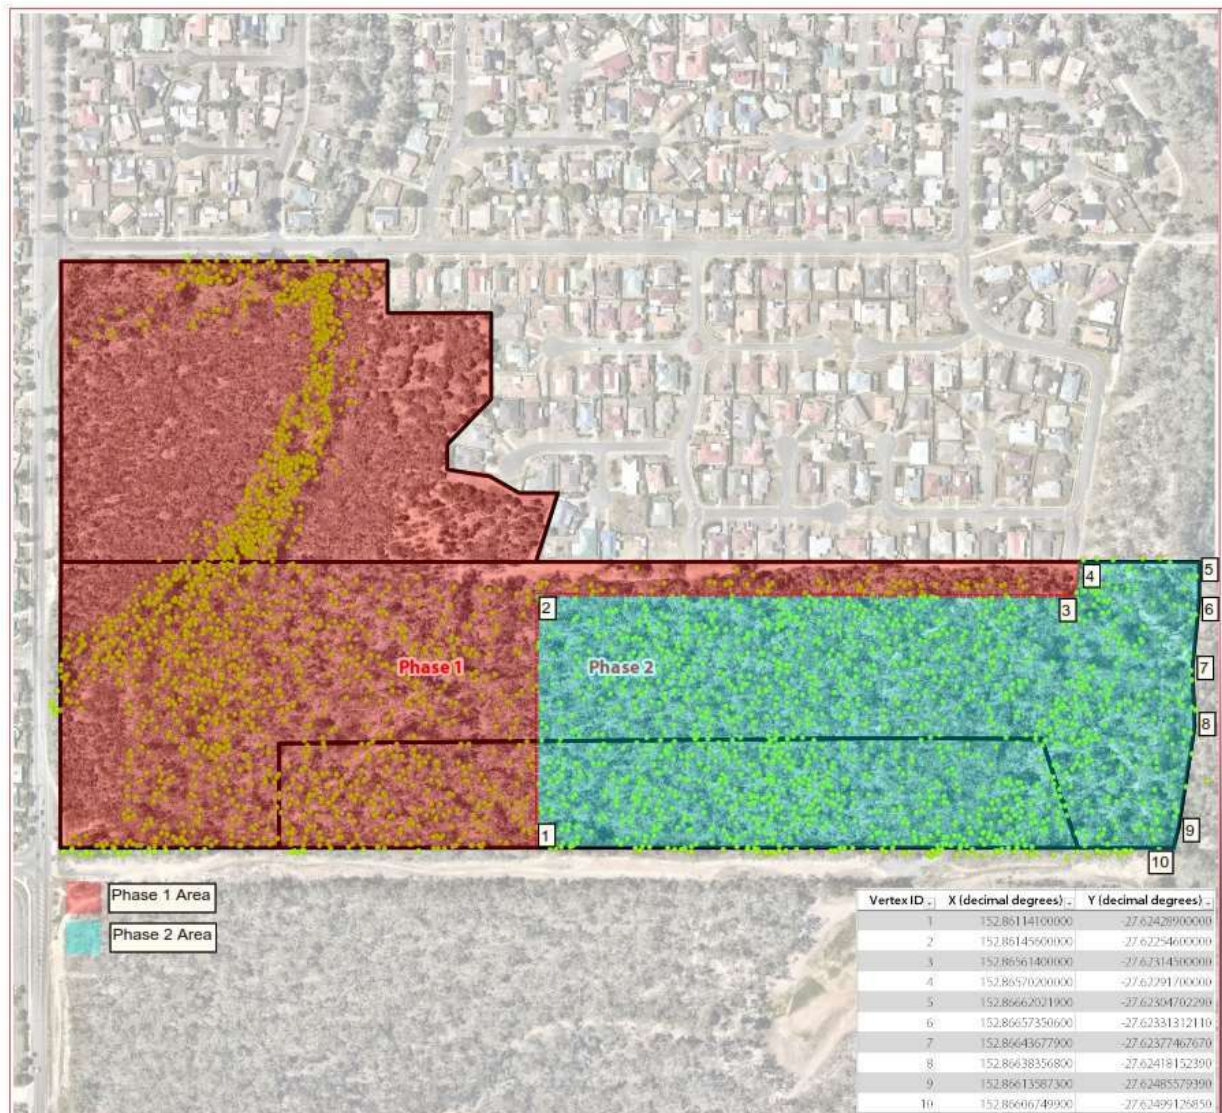 4
5
2
3
6
Phase 1
Phase 2
7
8
1
9
10
Phase 1 Area
Phase 2 Area
Vertex ID X (decimal degrees) Y (decimal degrees)
1 152.86114100000 -27.62428900000
2 152.86145600000 -27.62254600000
3 152.86561400000 -27.62314500000
4 152.86570200000 -27.62291700000
5 152.86662021900 -27.62304702290
6 152.86657350600 -27.62331312110
7 152.86643677900 -27.62377467670
8 152.86638356800 -27.62418152390
9 152.86613587300 -27.62485579390
10 152.86606749900 -27.62499126850